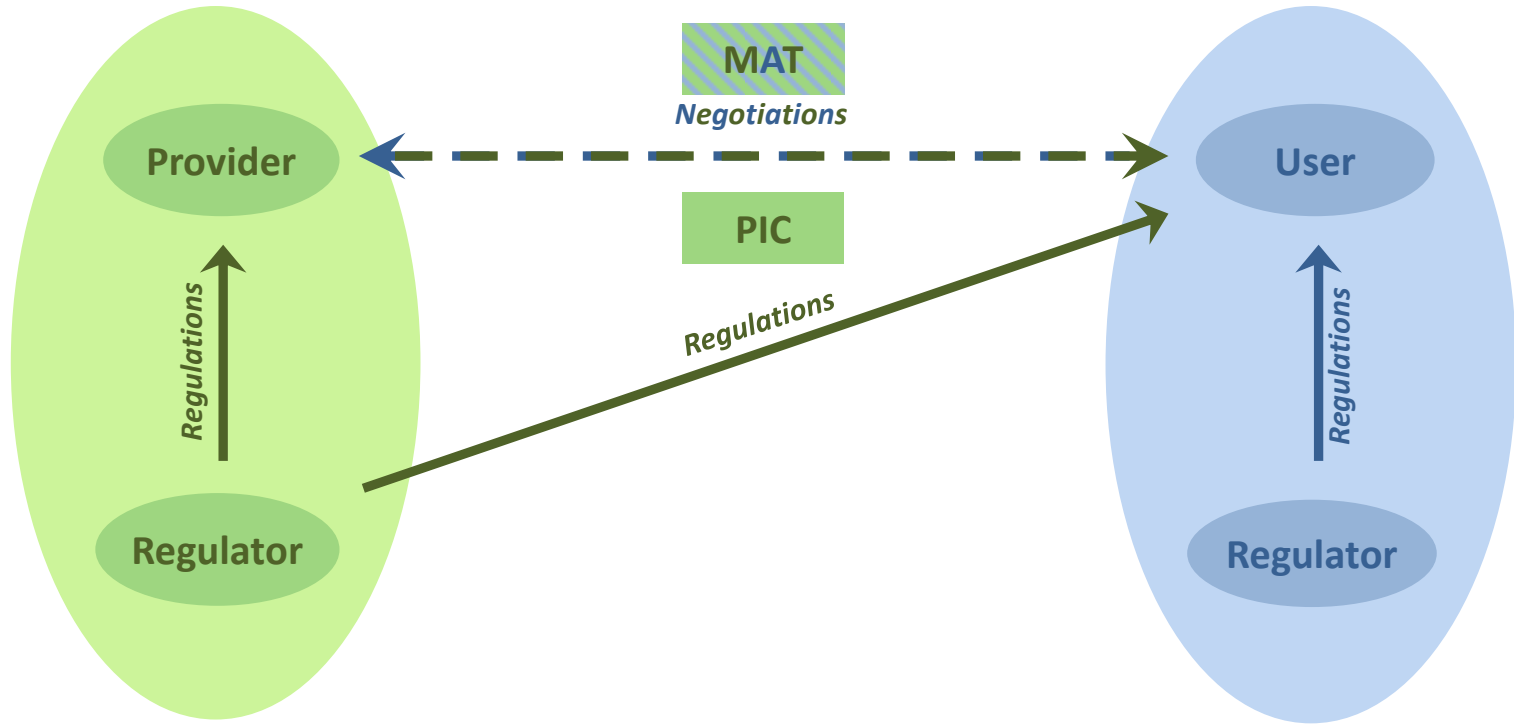 MAT
Negotiations
Provider
User
PIC
Regulations
Regulations
Regulations
Regulator
Regulator